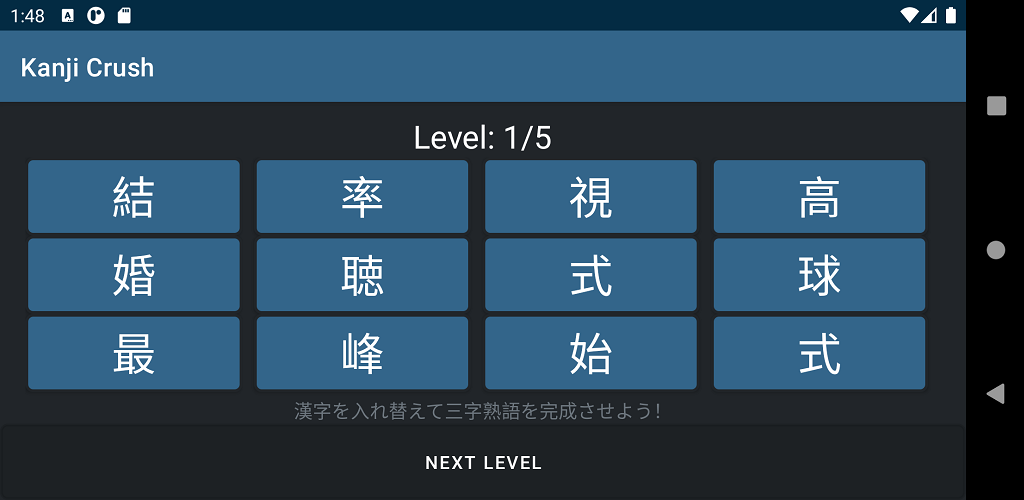 1:48
Kanji Crush
Level: 1/5
結 率 視 高
婚 聴 式 球
最 峰 始 式
漢字を入れ替えて三字熟語を完成させよう!
NEXT LEVEL